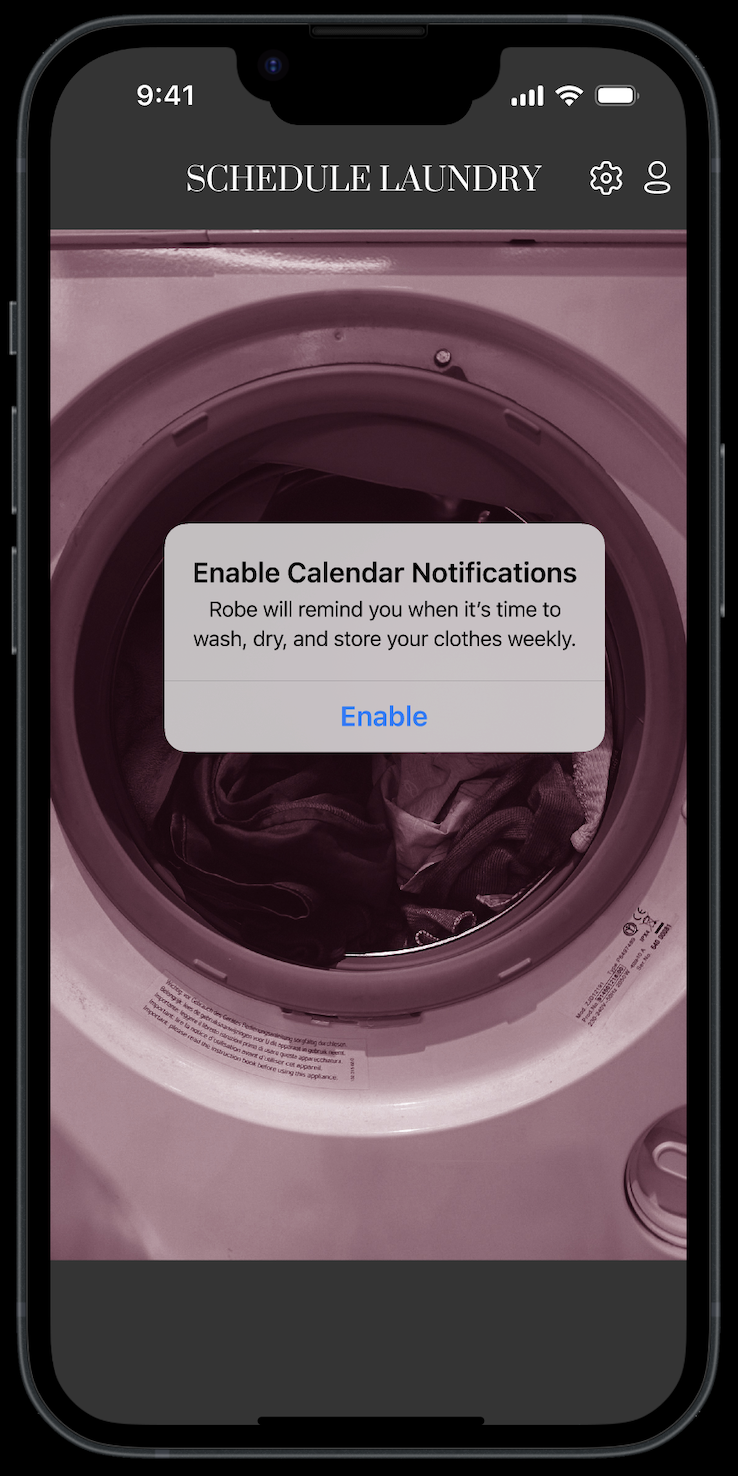 9:41
SCHEDULE LAUNDRY
Enable Calendar Notifications
Robe will remind you when it's time to
wash, dry, and store your clothes weekly.
Enable
Important: please read the instruction book before using this appliance.